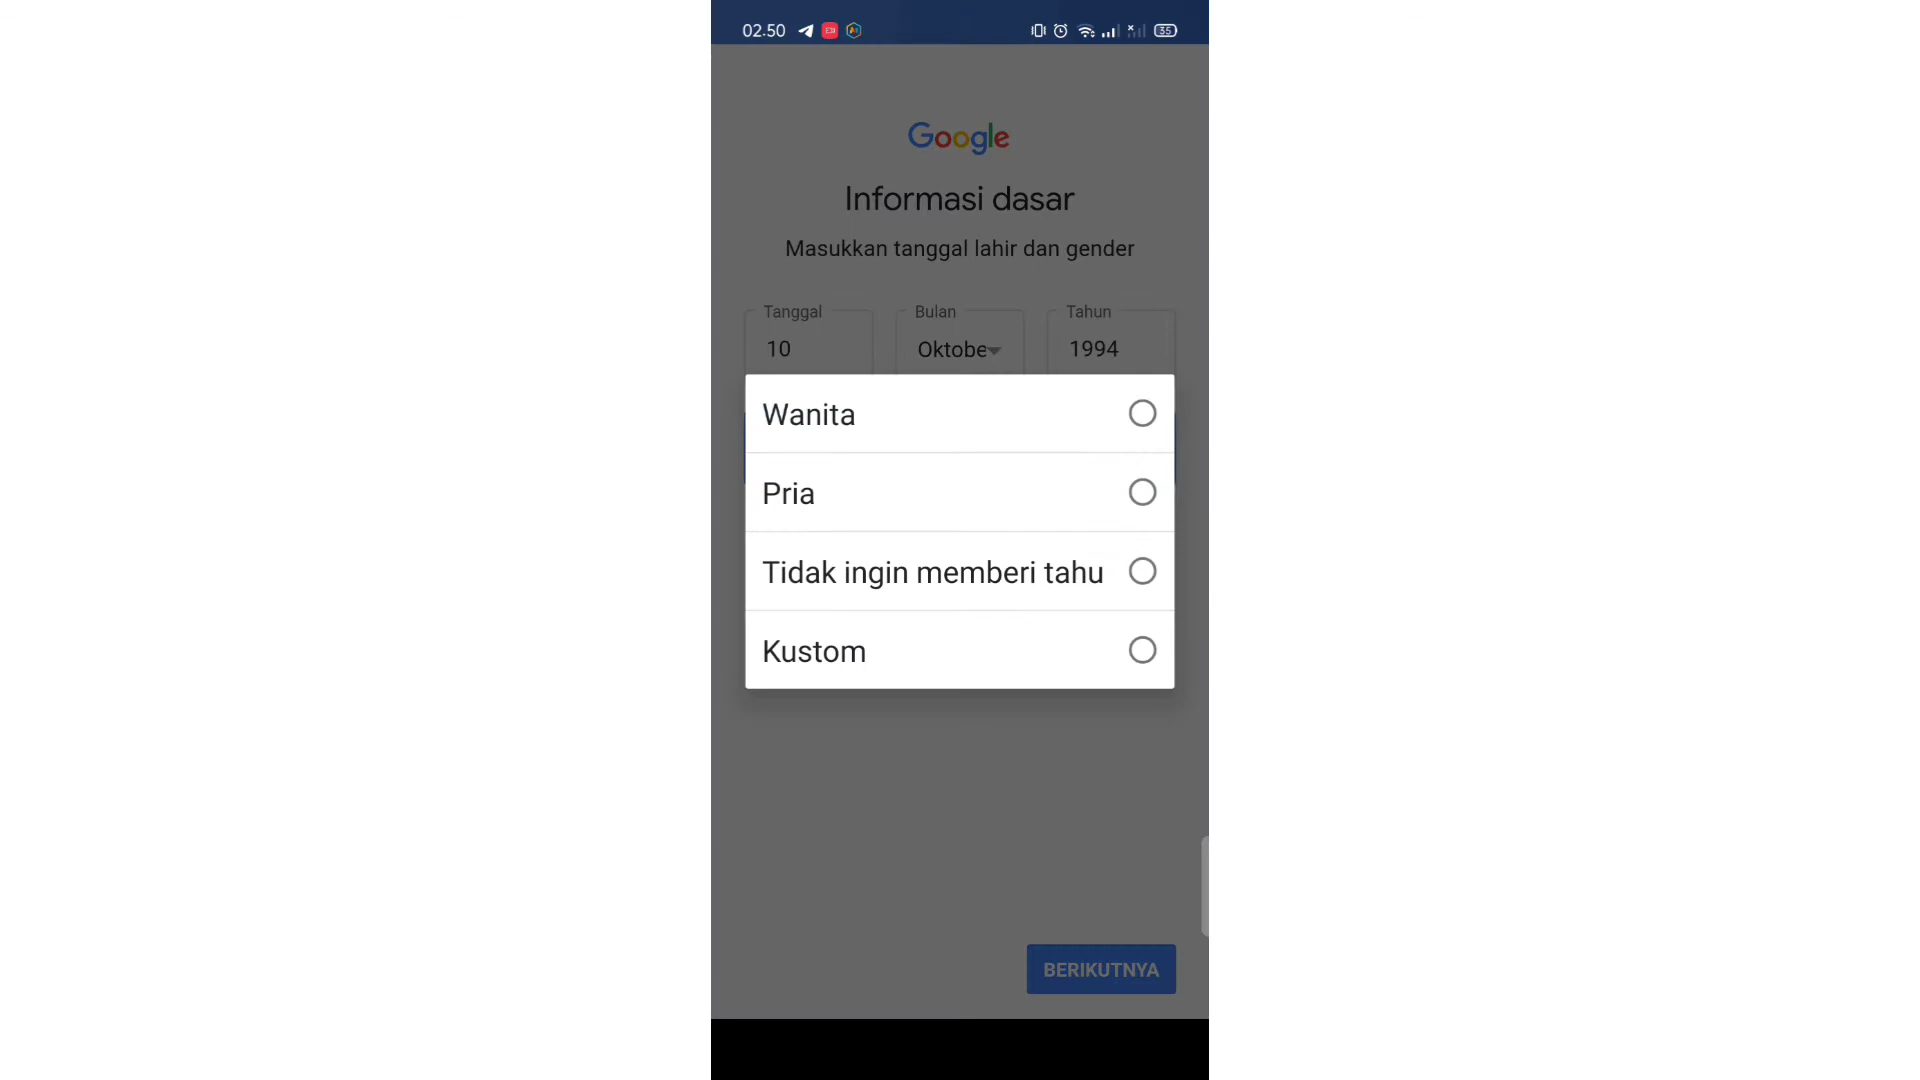 02.50
35
Google
Informasi dasar
Masukkan tanggal lahir dan gender
Tanggal Bulan Tahun
10 Oktobe 1994
Wanita
Pria
Tidak ingin memberi tahu
Kustom
BERIKUTNYA